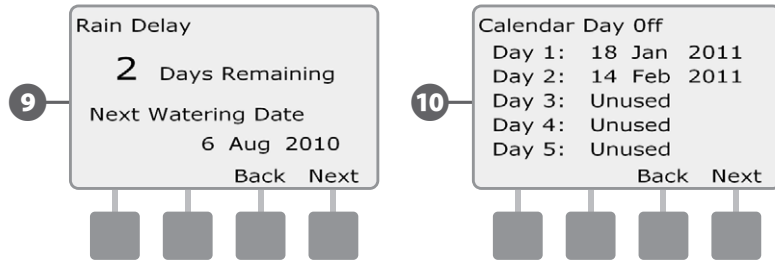 9
Rain Delay
2 Days Remaining
Next Watering Date
6 Aug 2010
Back Next
10
Calendar Day 0ff
Day 1: 18 Jan 2011
Day 2: 14 Feb 2011
Day 3: Unused
Day 4: Unused
Day 5: Unused
Back Next